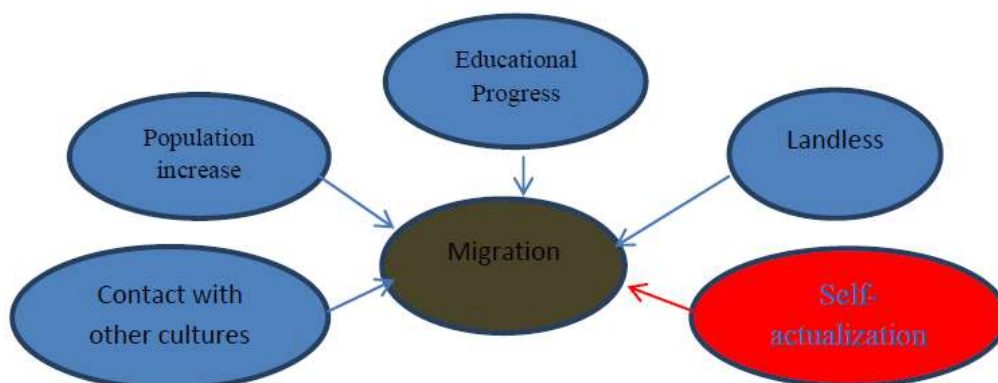 Educational
Progress
Population
increase
Landless
Migration
Contact with
other cultures
Self-
actualization